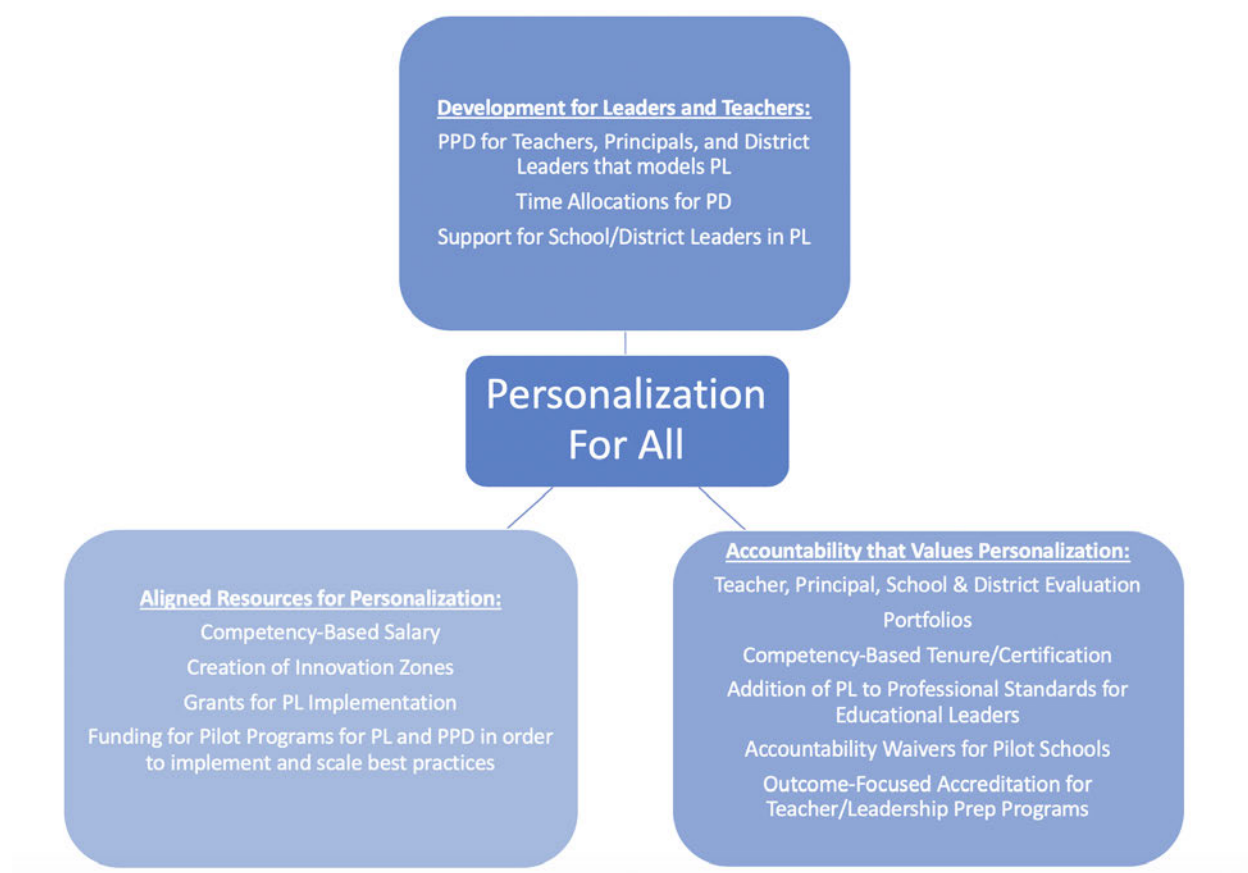 Development for Leaders and Teachers:
PPD for Teachers, Principals, and District
Leaders that models PL
Time Allocations for PD
Support for School/District Leaders in PL
Personalization
For All
Aligned Resources for Personalization:
Competency-Based Salary
Creation of Innovation Zones
Grants for PL Implementation
Funding for Pilot Programs for PL and PPD in order
to implement and scale best practices
Accountability that Values Personalization:
Teacher, Principal, School & District Evaluation
Portfolios
Competency-Based Tenure/Certification
Addition of PL to Professional Standards for
Educational Leaders
Accountability Waivers for Pilot Schools
Outcome-Focused Accreditation for
Teacher/Leadership Prep Programs